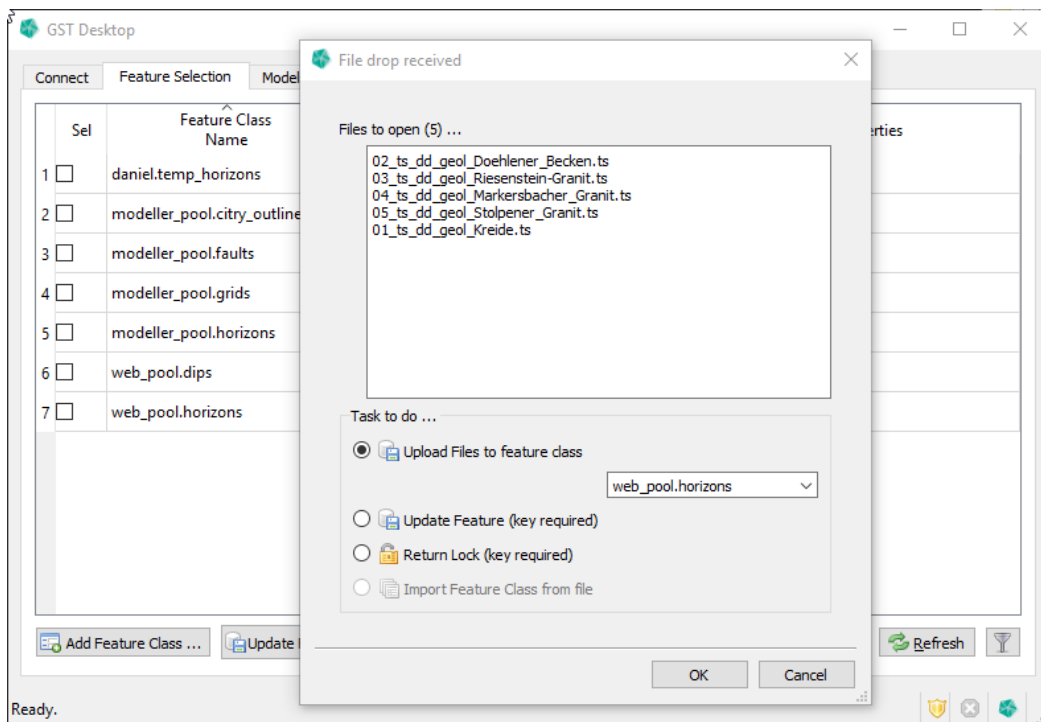 GST Desktop
Connect
Feature Selection
Model
Sel
Feature Class
Name
erties
1
daniel.temp_horizons
2
modeller_pool.citry_outline
3
modeller_pool.faults
4
modeller_pool.grids
5
modeller_pool.horizons
6
web_pool.dips
7
web_pool.horizons
Add Feature Class ...
Update
Refresh
Ready.
File drop received
Files to open (5) ...
02_ts_dd_geol_Doehlener_Becken.ts
03_ts_dd_geol_Riesenstein-Granit.ts
04_ts_dd_geol_Markersbacher_Granit.ts
05_ts_dd_geol_Stolpener_Granit.ts
01_ts_dd_geol_Kreide.ts
Task to do ...
Upload Files to feature class
web_pool.horizons
Update Feature (key required)
Return Lock (key required)
Import Feature Class from file
OK
Cancel